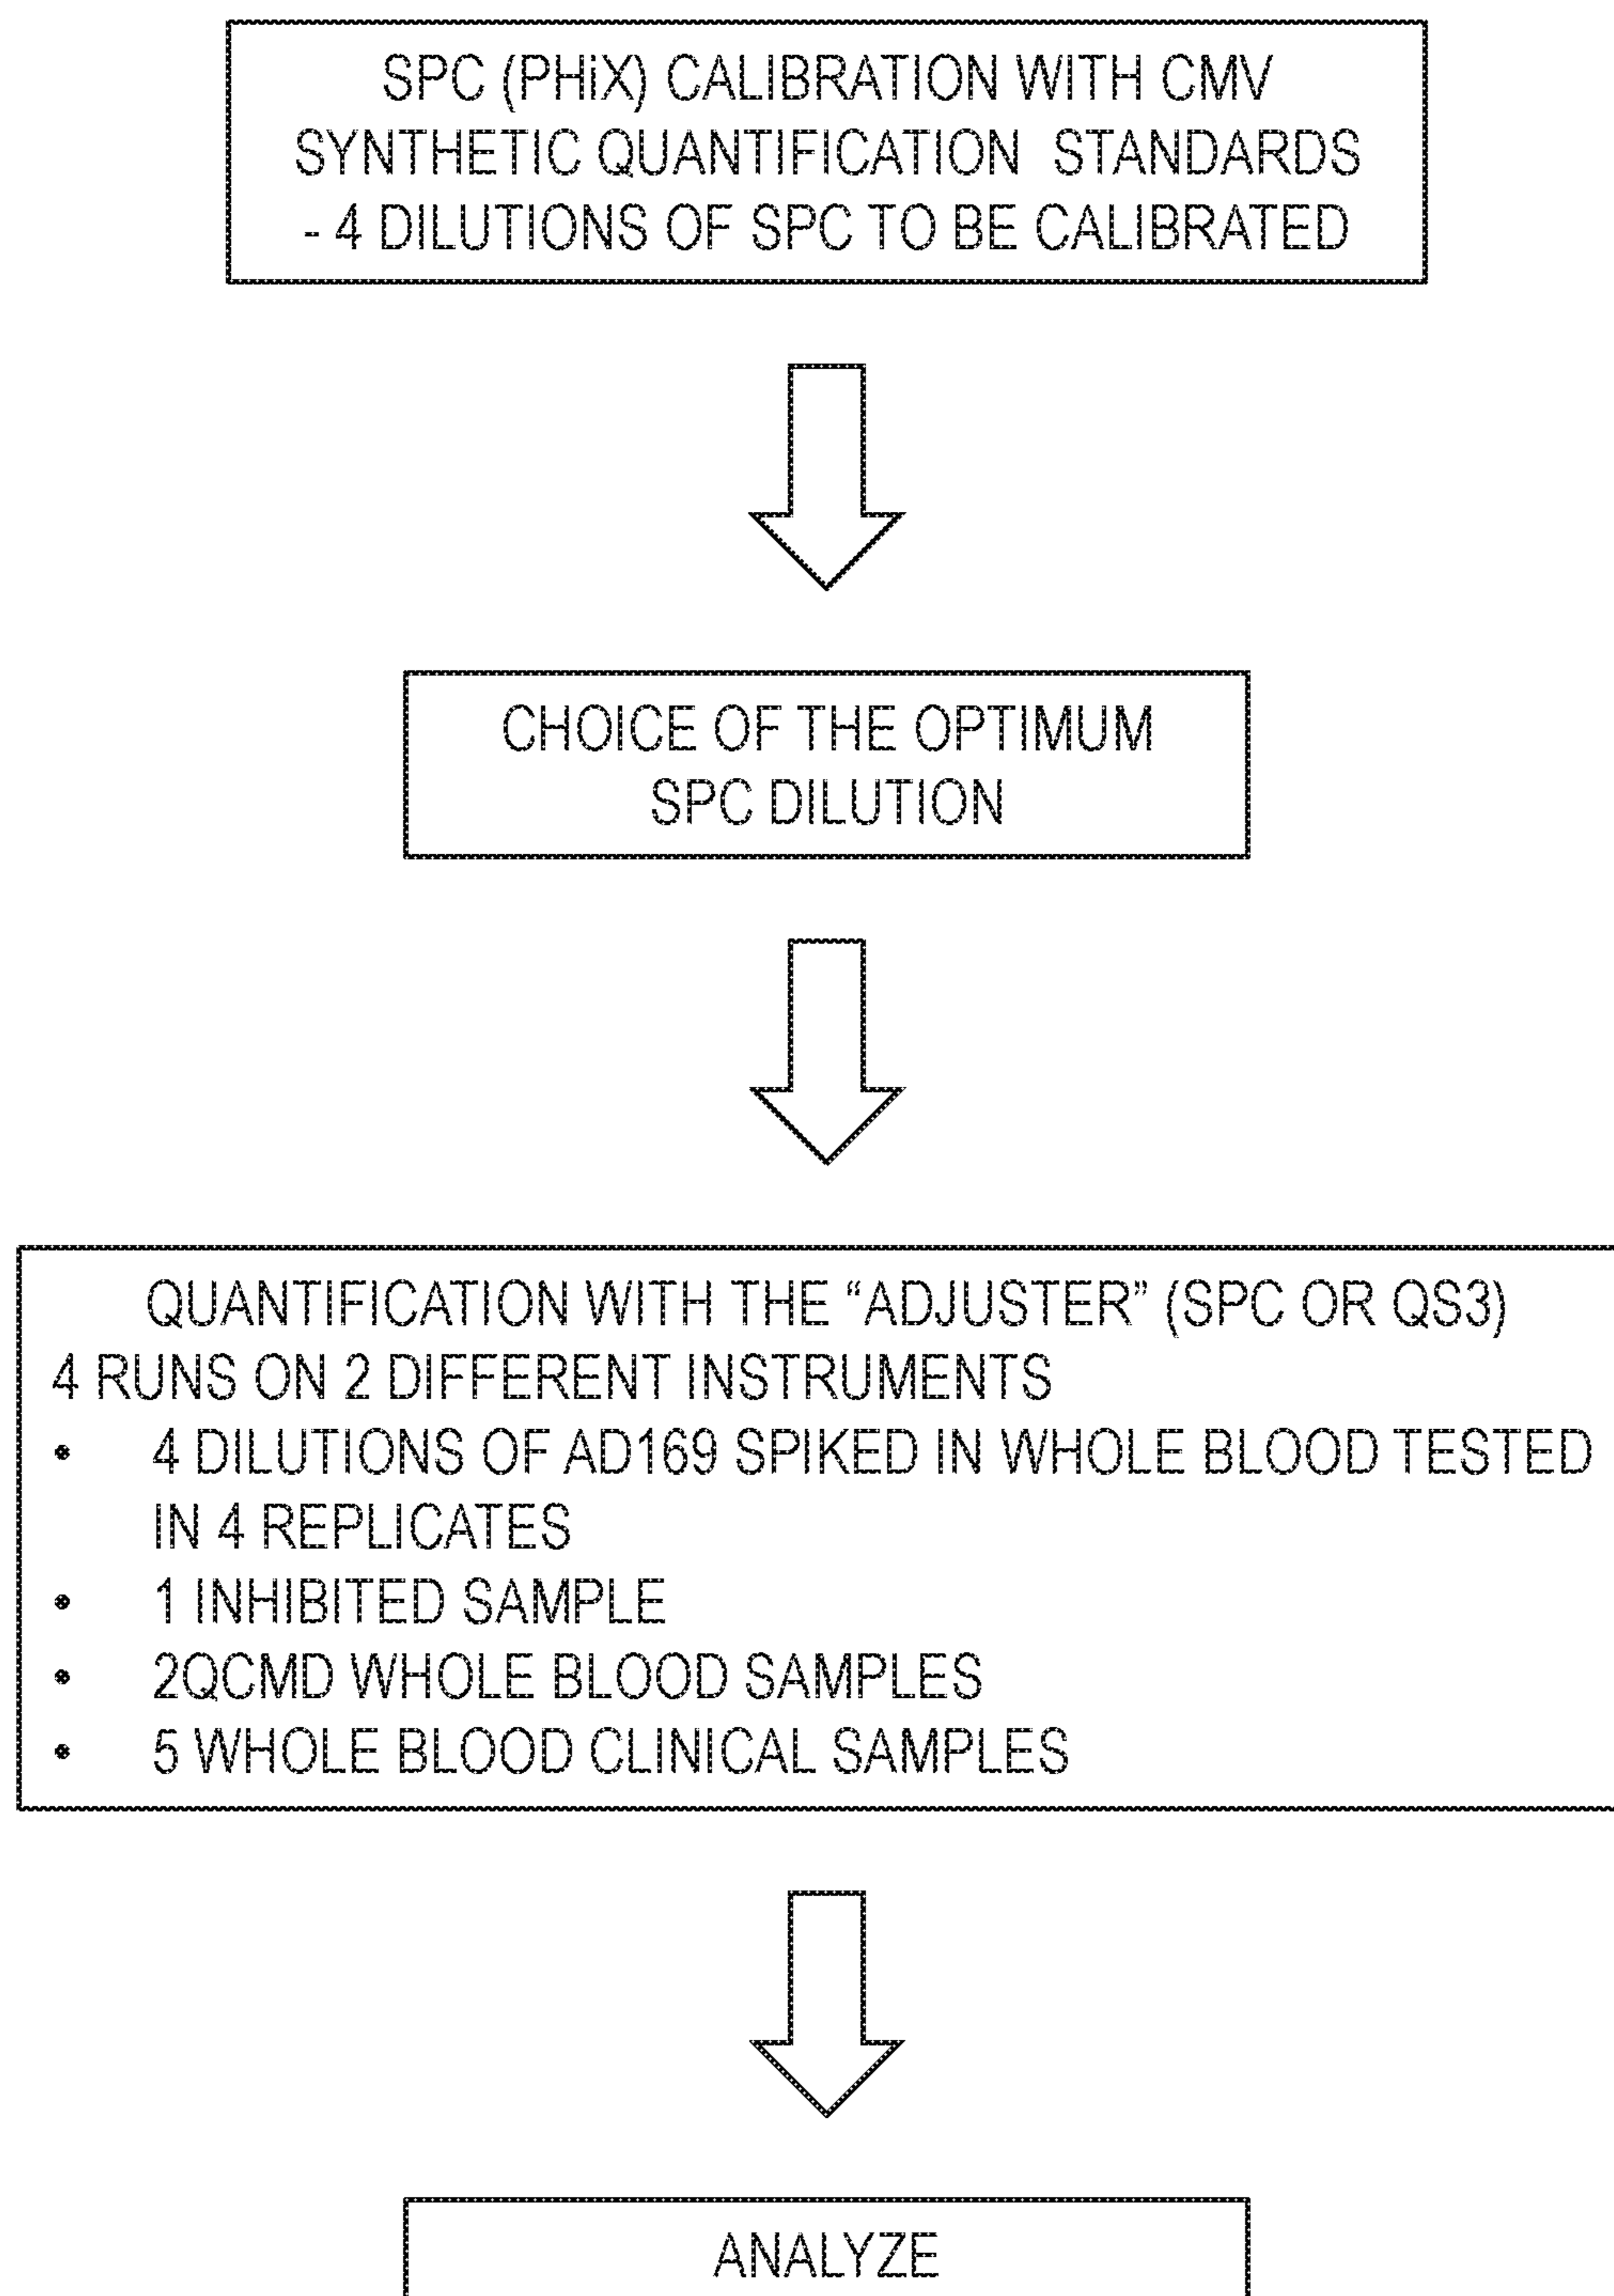 SPC (PHiX) CALIBRATION WITH CMV
SYNTHETIC QUANTIFICATION STANDARDS
- 4 DILUTIONS OF SPC TO BE CALIBRATED
CHOICE OF THE OPTIMUM
SPC DILUTION
QUANTIFICATION WITH THE “ADJUSTER” (SPC OR QS3)
4 RUNS ON 2 DIFFERENT INSTRUMENTS
• 4 DILUTIONS OF AD169 SPIKED IN WHOLE BLOOD TESTED
IN 4 REPLICATES
• 1 INHIBITED SAMPLE
• 2QCMD WHOLE BLOOD SAMPLES
• 5 WHOLE BLOOD CLINICAL SAMPLES
ANALYZE